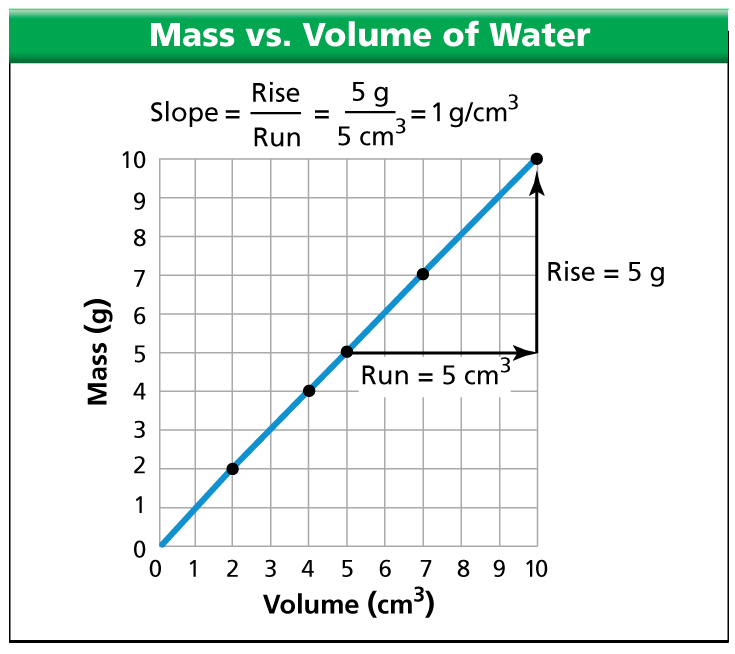 Mass vs. Volume of Water
Slope = Rise/Run = 5 g/5 cm³ = 1 g/cm³
10
9
8
7
6
5
4
3
2
1
0
Mass (g)
Rise = 5 g
Run = 5 cm³
0 1 2 3 4 5 6 7 8 9 10
Volume (cm³)